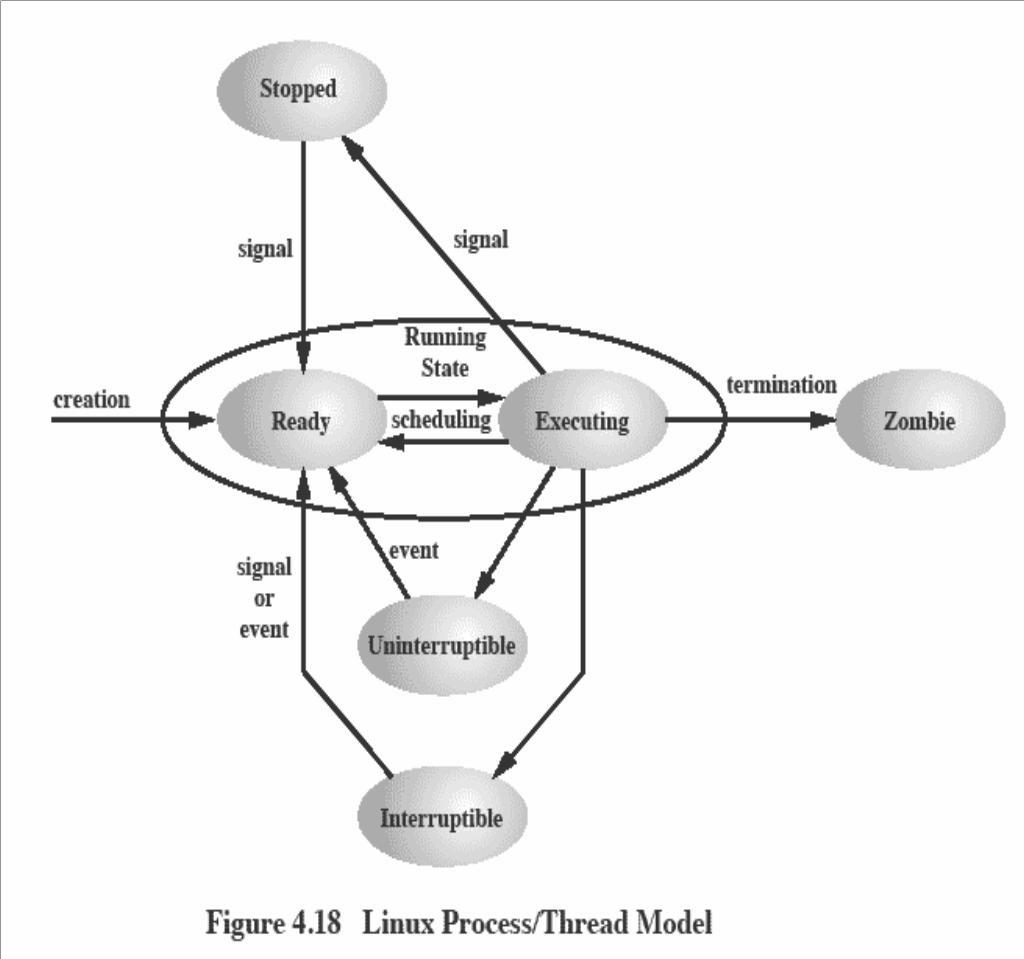 Stopped
signal
signal
Running
State
creation
Ready
scheduling
Executing
termination
Zombie
event
signal
or
event
Uninterruptible
Interruptible
Figure 4.18 Linux Process/Thread Model